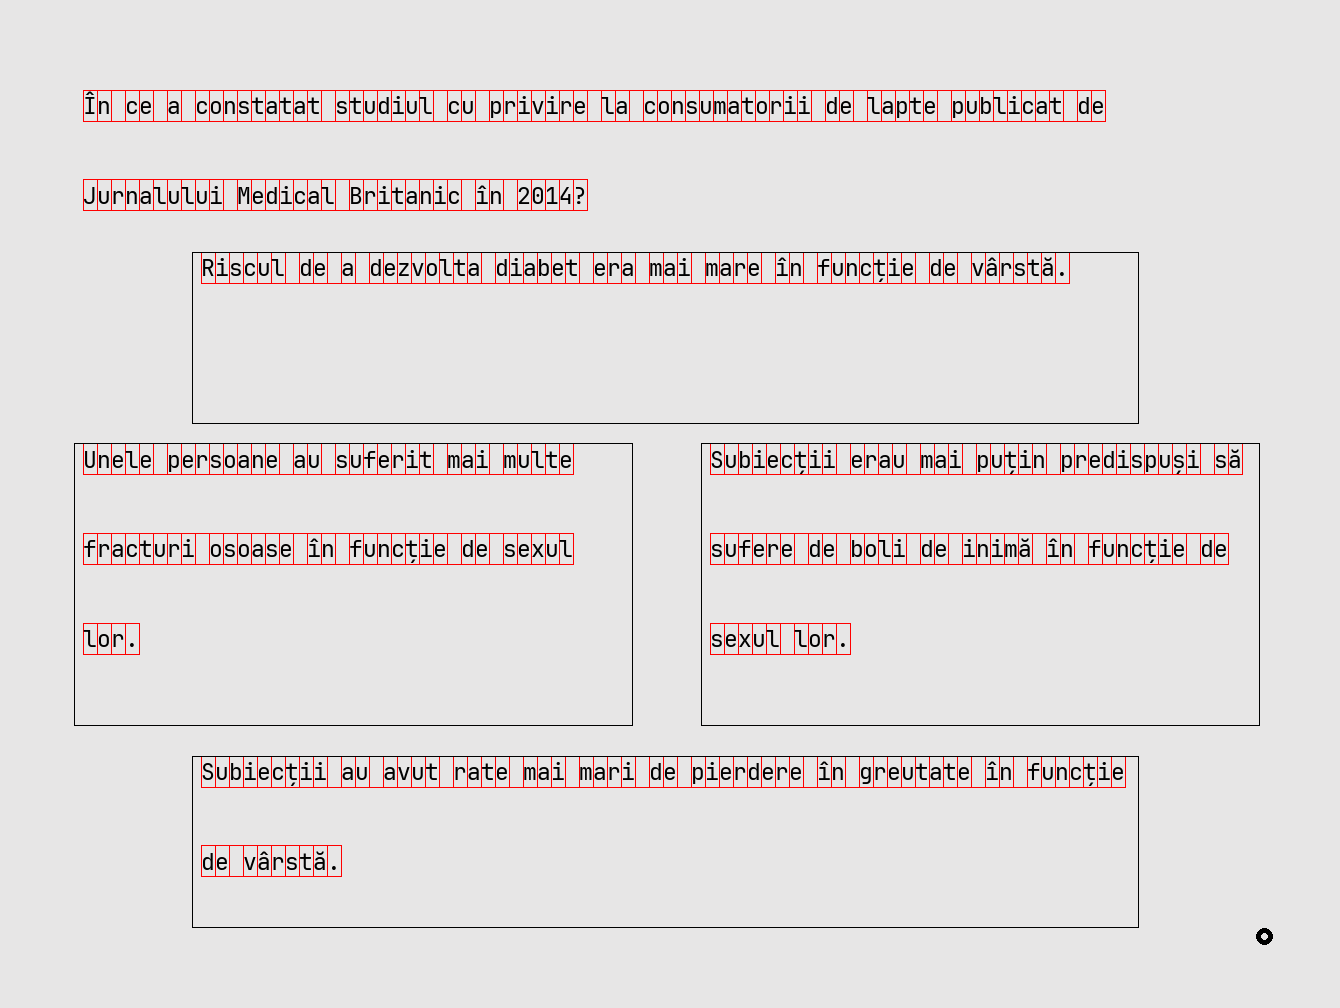 În ce a constatat studiul cu privire la consumatorii de lapte publicat de
Jurnalului Medical Britanic în 2014?
Riscul de a dezvolta diabet era mai mare în funcție de vârstă.
Unele persoane au suferit mai multe
fracturi osoase în funcție de sexul
lor.
Subiecții erau mai puțin predispuși să
sufere de boli de inimă în funcție de
sexul lor.
Subiecții au avut rate mai mari de pierdere în greutate în funcție
de vârstă.